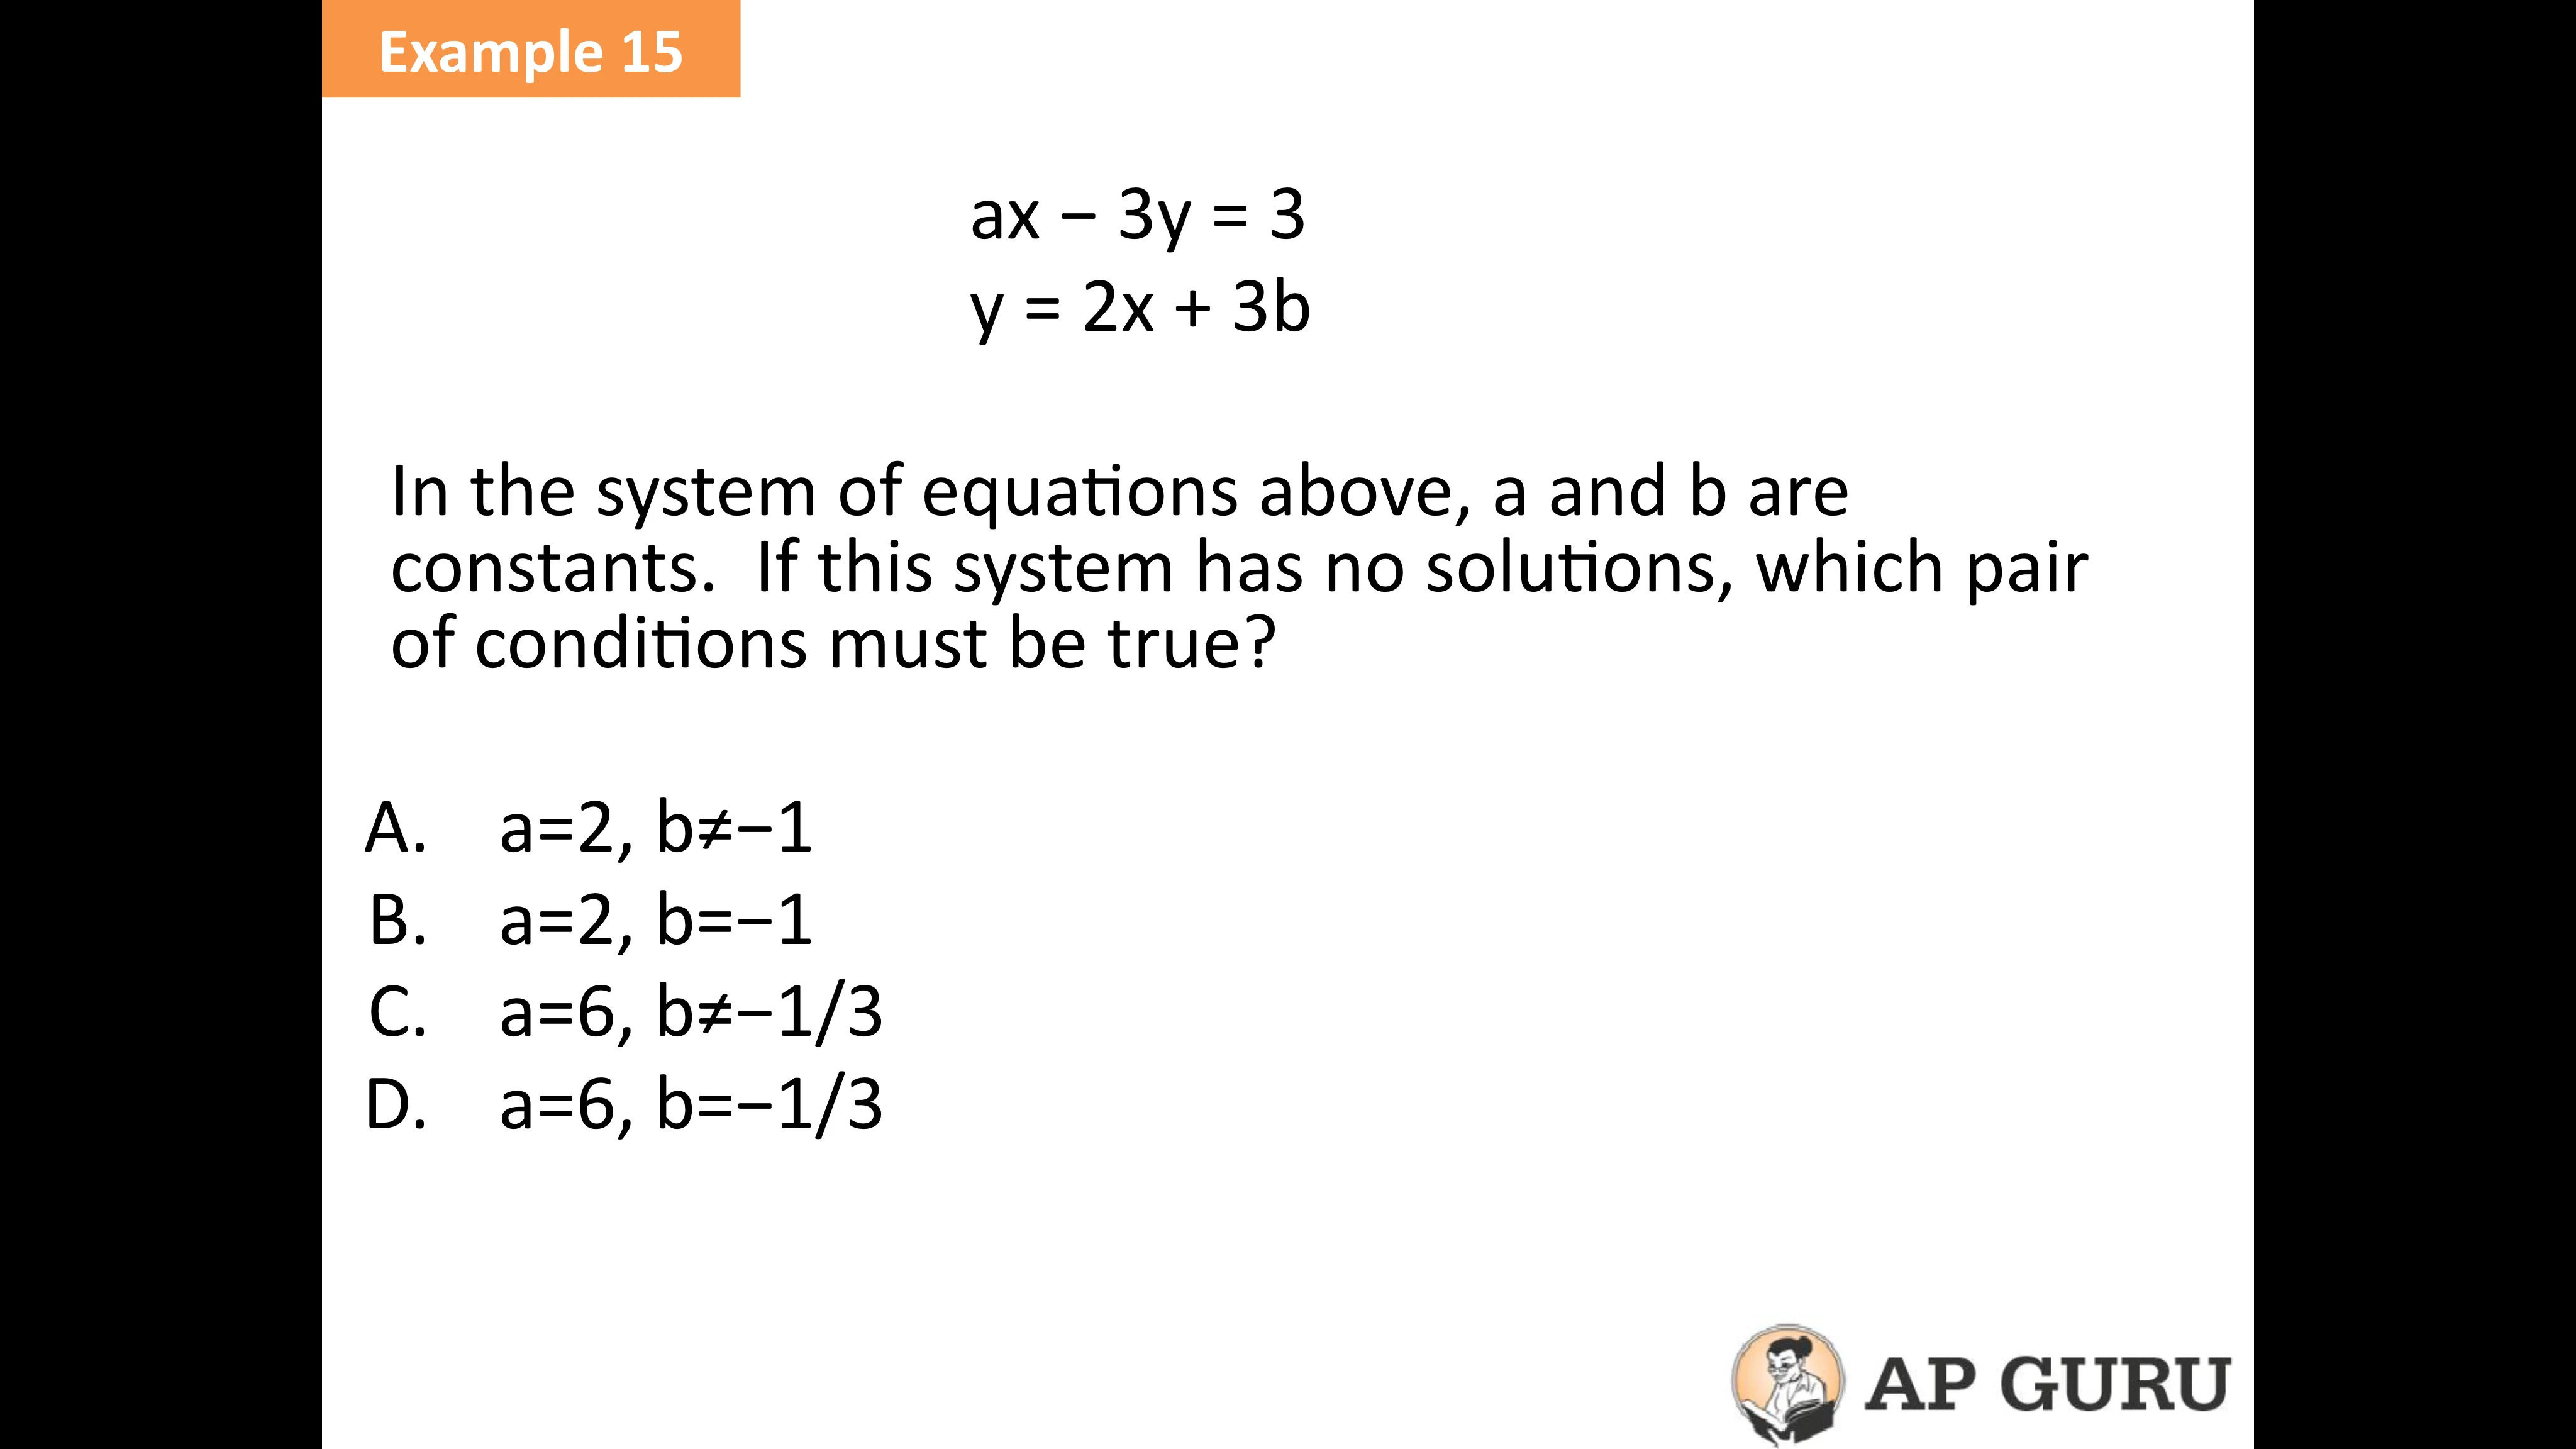 Example 15
ax − 3y = 3
y = 2x + 3b
In the system of equations above, a and b are
constants.  If this system has no solutions, which pair
of conditions must be true?
A. a=2, b≠−1
B. a=2, b=−1
C. a=6, b≠−1/3
D. a=6, b=−1/3
AP GURU